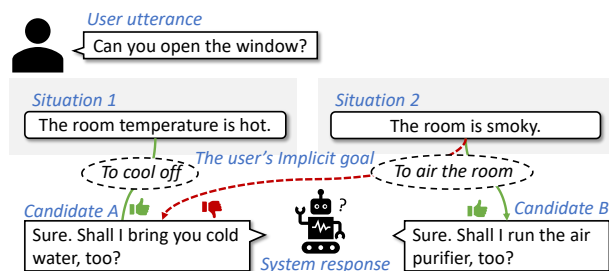 User utterance
Can you open the window?
Situation 1
Situation 2
The room temperature is hot.
The room is smoky.
The user's Implicit goal
To cool off
To air the room
?
Candidate A
Candidate B
Sure. Shall I bring you cold
water, too?
Sure. Shall I run the air
purifier, too?
System response